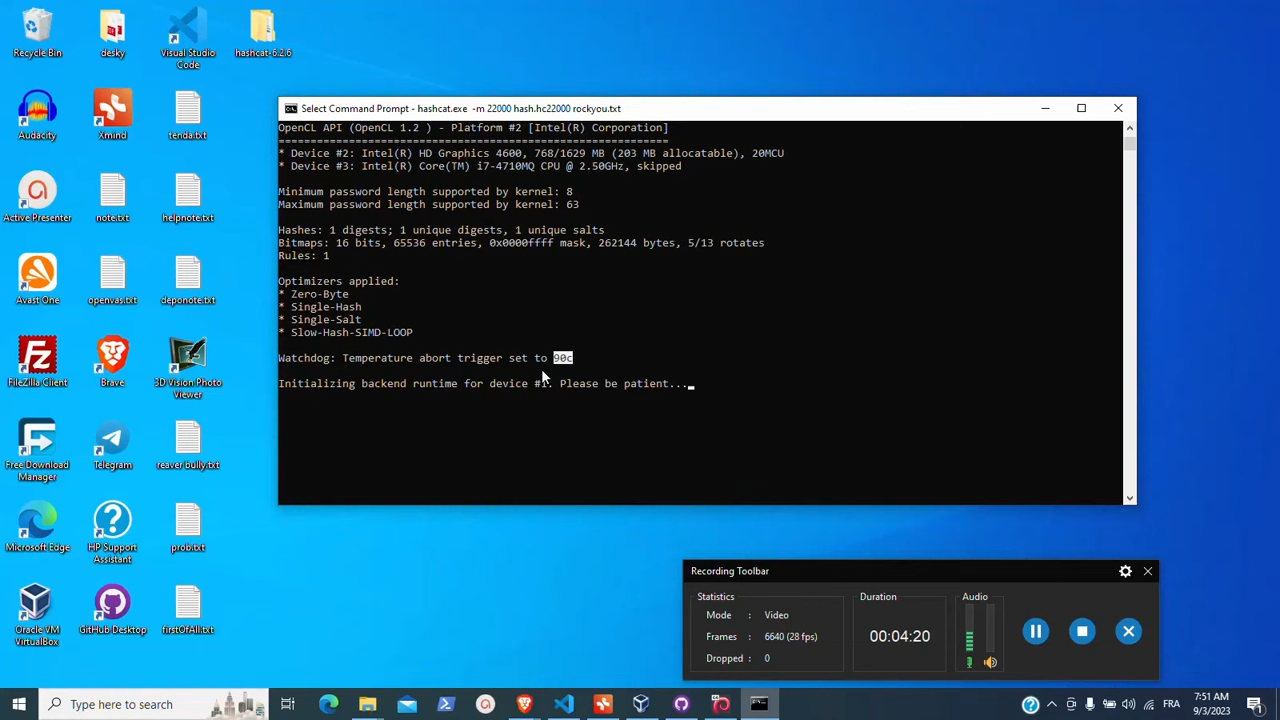 Recycle Bin
desky
Visual Studio
Code
hashcat-6.2.6
Audacity
Xmind
tenda.txt
Active Presenter
note.txt
helpnote.txt
Avast One
openvas.txt
deponote.txt
FileZilla Client
Brave
3D Vision Photo
Viewer
Free Download
Manager
Telegram
reaver bully.txt
Microsoft Edge
HP Support
Assistant
prob.txt
Oracle VM
VirtualBox
GitHub Desktop
firstOfAll.txt
Select Command Prompt - hashcat.exe -m 22000 hash.hc22000 rockyou.txt
OpenCL API (OpenCL 1.2 ) - Platform #2 [Intel(R) Corporation]
=============================================================
* Device #2: Intel(R) HD Graphics 4600, 768/1629 MB (203 MB allocatable), 20MCU
* Device #3: Intel(R) Core(TM) i7-4710MQ CPU @ 2.50GHz, skipped
Minimum password length supported by kernel: 8
Maximum password length supported by kernel: 63
Hashes: 1 digests; 1 unique digests, 1 unique salts
Bitmaps: 16 bits, 65536 entries, 0x0000ffff mask, 262144 bytes, 5/13 rotates
Rules: 1
Optimizers applied:
* Zero-Byte
* Single-Hash
* Single-Salt
* Slow-Hash-SIMD-LOOP
Watchdog: Temperature abort trigger set to 90c
Initializing backend runtime for device #1. Please be patient..._
Recording Toolbar
Statistics
Mode : Video
Frames : 6640 (28 fps)
Dropped : 0
Duration
00:04:20
Audio
Type here to search
FRA
7:51 AM
9/3/2023
1